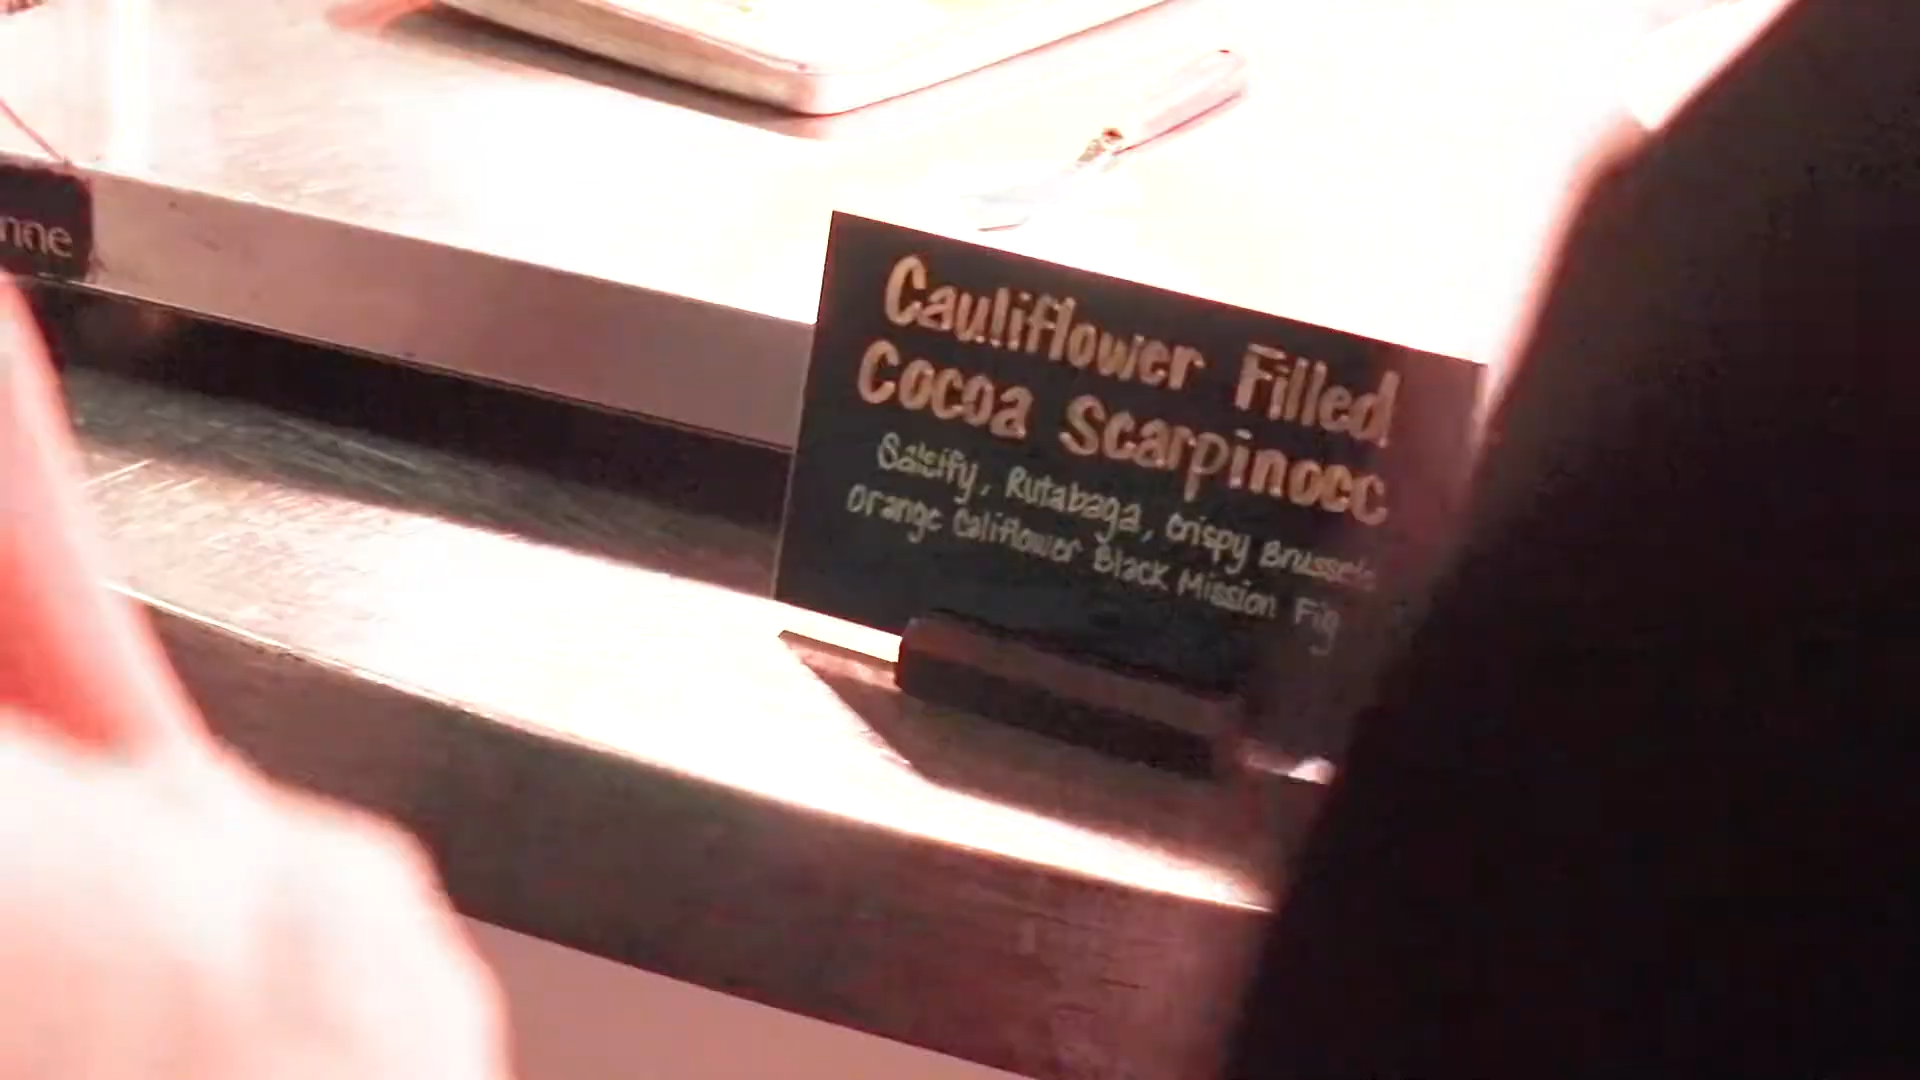 nne
Cauliflower Filled
Cocoa Scarpinocc
Salsify, Rutabaga, Crispy Brussels
Orange Califlower Black Mission Fig